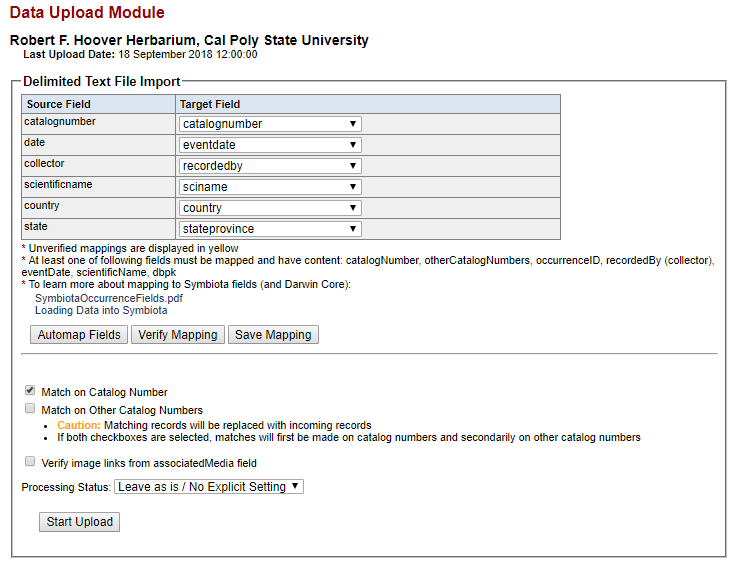 Data Upload Module
Robert F. Hoover Herbarium, Cal Poly State University
Last Upload Date: 18 September 2018 12:00:00
Delimited Text File Import
Source Field Target Field
catalognumber catalognumber
date eventdate
collector recordedby
scientificname sciname
country country
state stateprovince
* Unverified mappings are displayed in yellow
* At least one of following fields must be mapped and have content: catalogNumber, otherCatalogNumbers, occurrenceID, recordedBy (collector),
eventDate, scientificName, dbpk
* To learn more about mapping to Symbiota fields (and Darwin Core):
SymbiotaOccurrenceFields.pdf
Loading Data into Symbiota
Automap Fields Verify Mapping Save Mapping
Match on Catalog Number
Match on Other Catalog Numbers
• Caution: Matching records will be replaced with incoming records
• If both checkboxes are selected, matches will first be made on catalog numbers and secondarily on other catalog numbers
Verify image links from associatedMedia field
Processing Status: Leave as is / No Explicit Setting
Start Upload